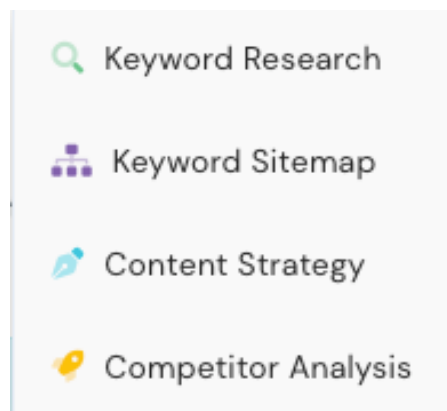 Keyword Research
Keyword Sitemap
Content Strategy
Competitor Analysis